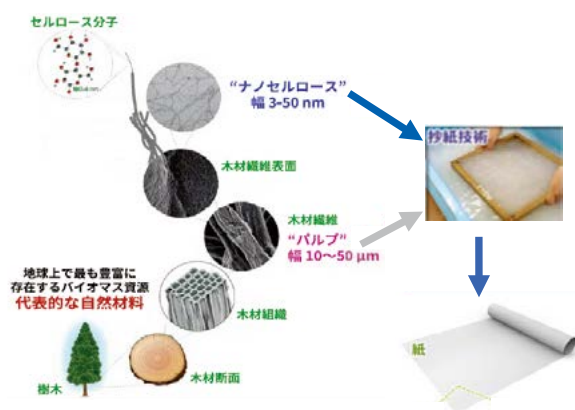 セルロース分子
幅0.4 nm
“ナノセルロース”
幅 3-50 nm
木材繊維表面
抄紙技術
木材繊維
“パルプ”
幅 10～50 μm
地球上で最も豊富に
存在するバイオマス資源
代表的な自然材料
木材組織
樹木
木材断面
紙